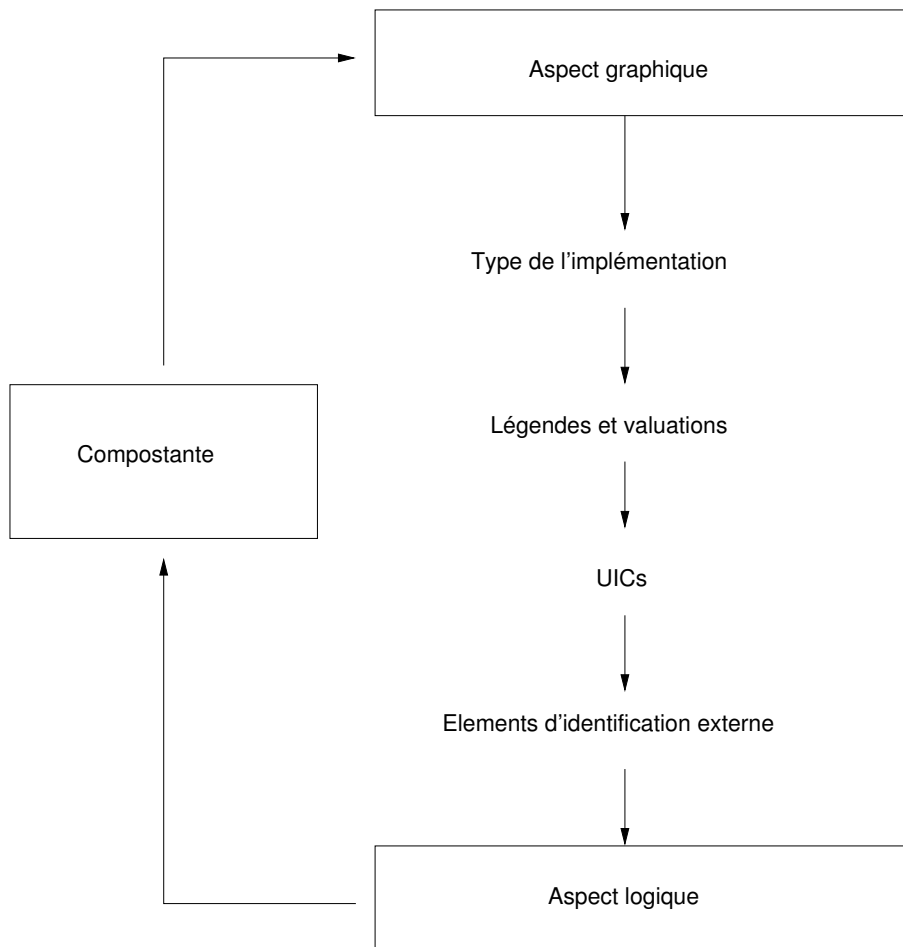 Aspect graphique
Type de l'implémentation
Légendes et valuations
Compostante
UICs
Elements d'identification externe
Aspect logique